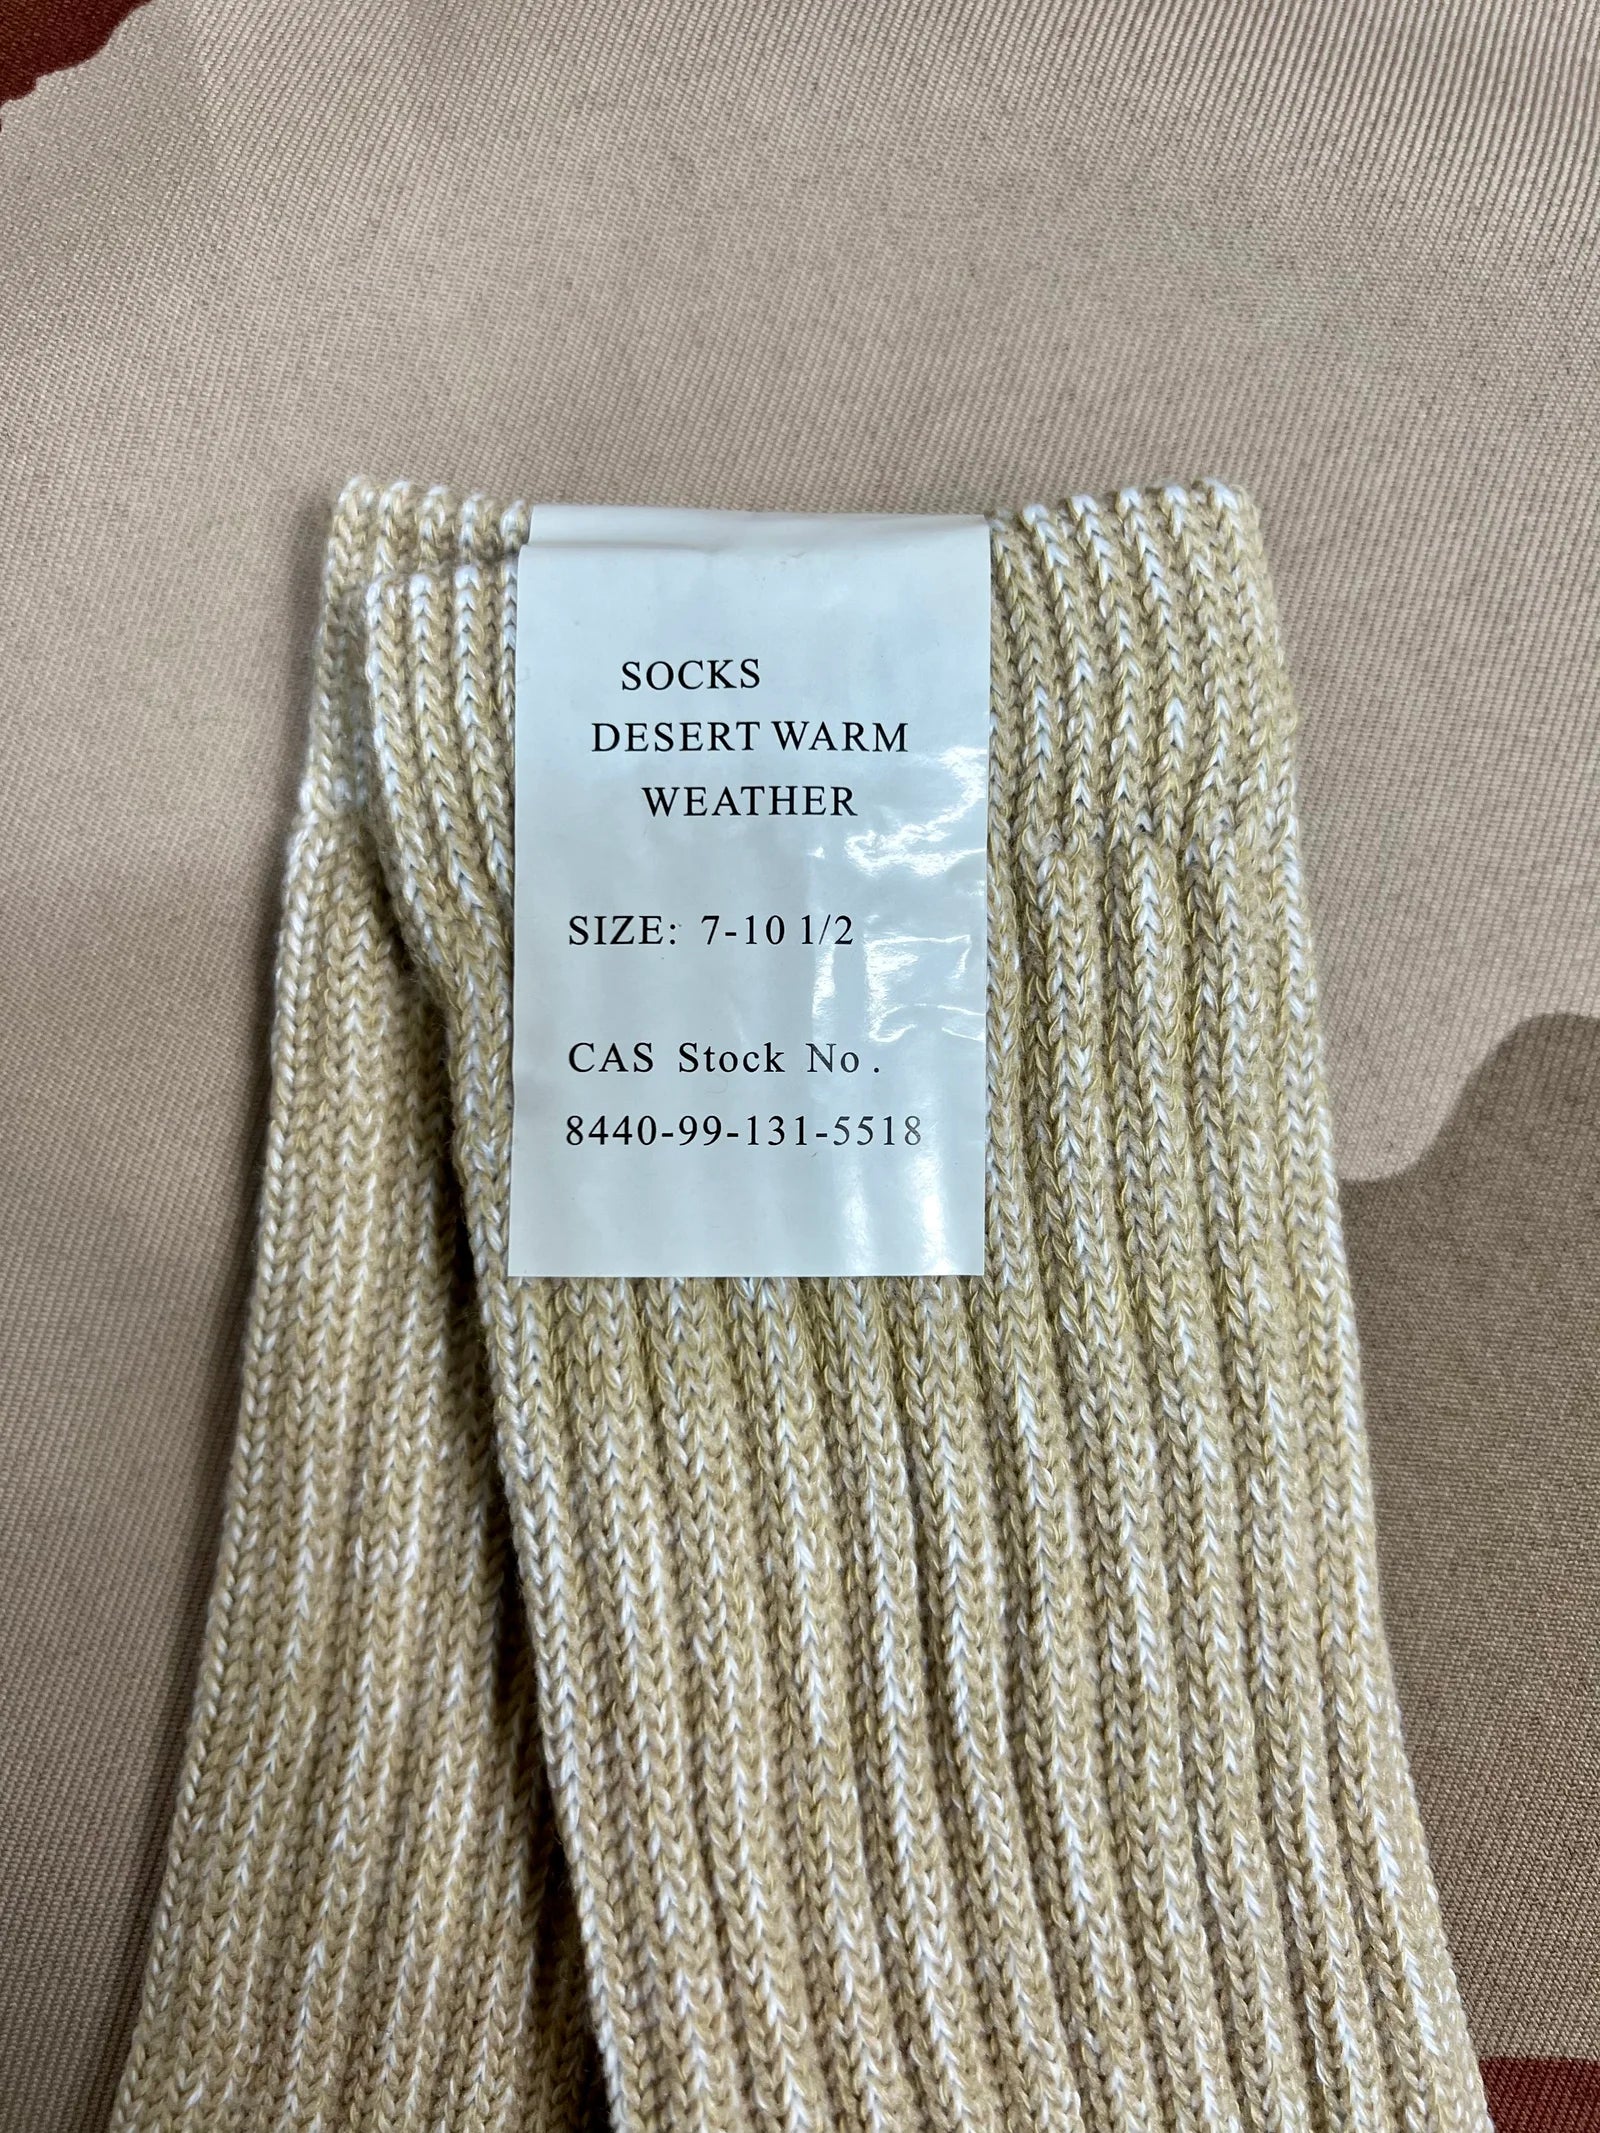 SOCKS
DESERT WARM
WEATHER
SIZE: 7-10 1/2
CAS Stock No.
8440-99-131-5518